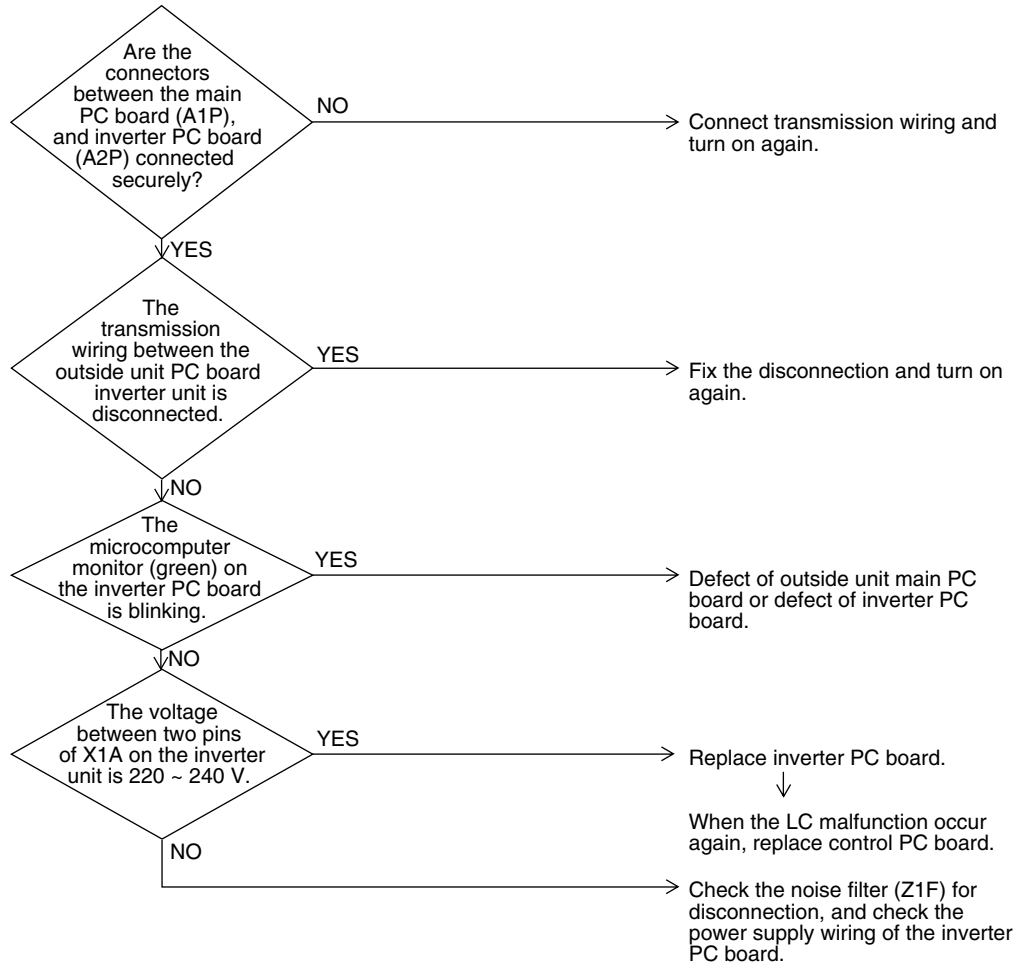 Are the
connectors
between the main
PC board (A1P),
and inverter PC board
(A2P) connected
securely?
NO
Connect transmission wiring and
turn on again.
YES
The
transmission
wiring between the
outside unit PC board
inverter unit is
disconnected.
YES
Fix the disconnection and turn on
again.
NO
The
microcomputer
monitor (green) on
the inverter PC board
is blinking.
YES
Defect of outside unit main PC
board or defect of inverter PC
board.
NO
The voltage
between two pins
of X1A on the inverter
unit is 220 ~ 240 V.
YES
Replace inverter PC board.
When the LC malfunction occur
again, replace control PC board.
NO
Check the noise filter (Z1F) for
disconnection, and check the
power supply wiring of the inverter
PC board.